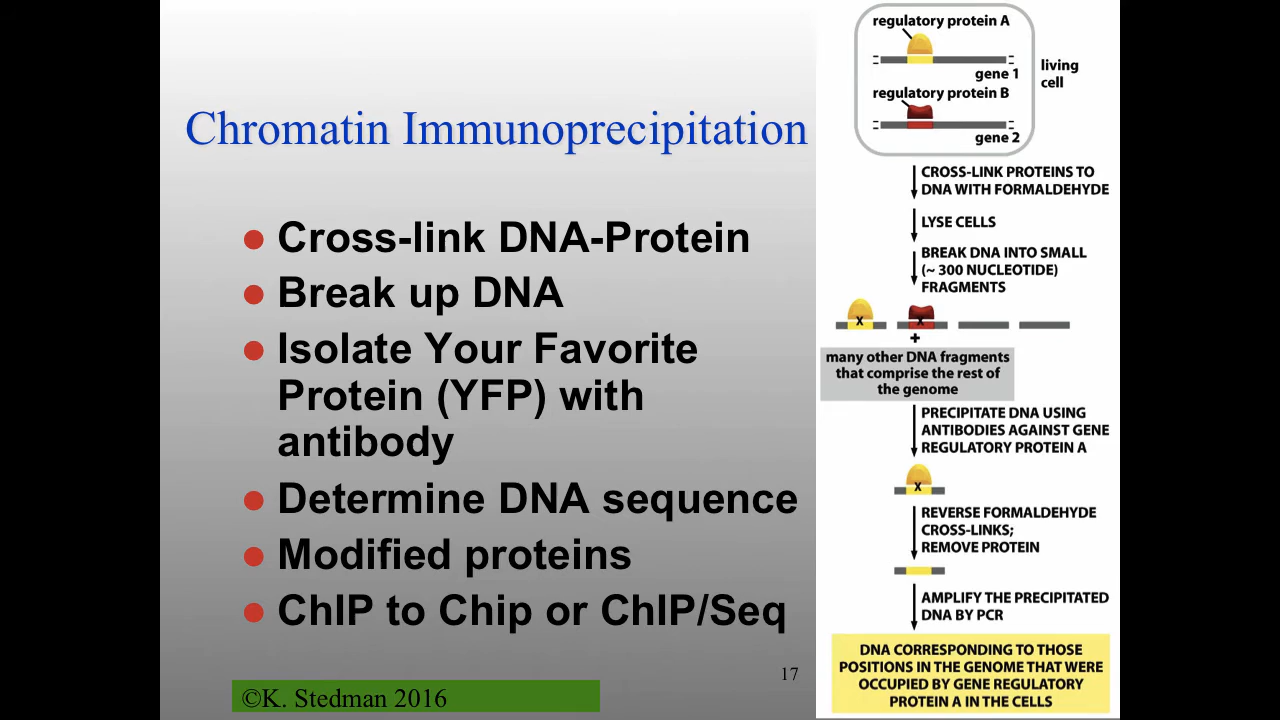 Chromatin Immunoprecipitation
Cross-link DNA-Protein
Break up DNA
Isolate Your Favorite
Protein (YFP) with
antibody
Determine DNA sequence
Modified proteins
ChIP to Chip or ChIP/Seq
17
©K. Stedman 2016
regulatory protein A
gene 1
living
cell
regulatory protein B
gene 2
CROSS-LINK PROTEINS TO
DNA WITH FORMALDEHYDE
LYSE CELLS
BREAK DNA INTO SMALL
(~ 300 NUCLEOTIDE)
FRAGMENTS
x x
+
many other DNA fragments
that comprise the rest of
the genome
PRECIPITATE DNA USING
ANTIBODIES AGAINST GENE
REGULATORY PROTEIN A
x
REVERSE FORMALDEHYDE
CROSS-LINKS;
REMOVE PROTEIN
AMPLIFY THE PRECIPITATED
DNA BY PCR
DNA CORRESPONDING TO THOSE
POSITIONS IN THE GENOME THAT WERE
OCCUPIED BY GENE REGULATORY
PROTEIN A IN THE CELLS